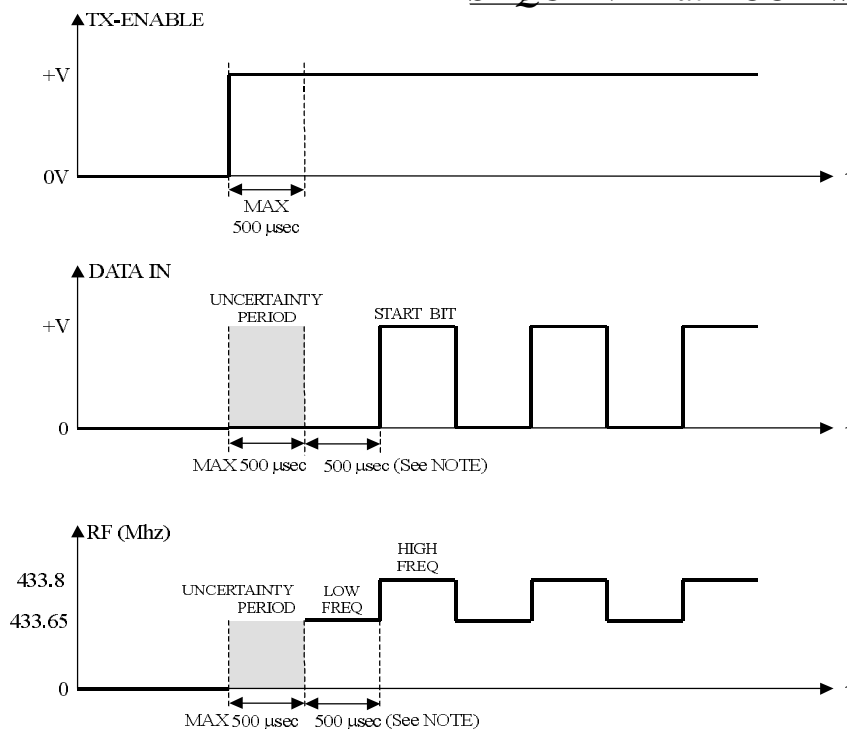 TX-ENABLE
+V
0V
MAX
500 µsec
DATA IN
UNCERTAINTY
PERIOD
START BIT
+V
0
MAX 500 µsec
500 µsec (See NOTE)
RF (Mhz)
HIGH
FREQ
433.8
UNCERTAINTY
PERIOD
LOW
FREQ
433.65
0
MAX 500 µsec
500 µsec (See NOTE)